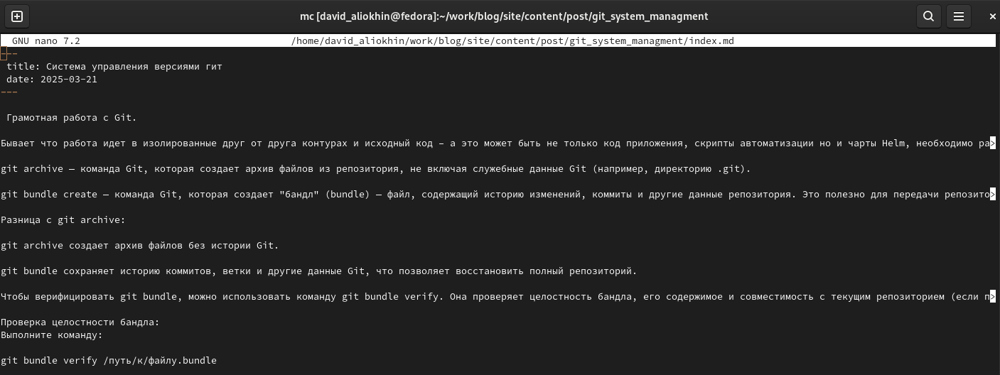 mc [david_aliokhin@fedora]:~/work/blog/site/content/post/git_system_managment
GNU nano 7.2 /home/david_aliokhin/work/blog/site/content/post/git_system_managment/index.md
---
title: Система управления версиями гит
date: 2025-03-21
---
Грамотная работа с Git.
Бывает что работа идет в изолированные друг от друга контурах и исходный код – а это может быть не только код приложения, скрипты автоматизации но и чарты Helm, необходимо ра>
git archive — команда Git, которая создает архив файлов из репозитория, не включая служебные данные Git (например, директорию .git).
git bundle create — команда Git, которая создает "бандл" (bundle) — файл, содержащий историю изменений, коммиты и другие данные репозитория. Это полезно для передачи репозито>
Разница с git archive:
git archive создает архив файлов без истории Git.
git bundle сохраняет историю коммитов, ветки и другие данные Git, что позволяет восстановить полный репозиторий.
Чтобы верифицировать git bundle, можно использовать команду git bundle verify. Она проверяет целостность бандла, его содержимое и совместимость с текущим репозиторием (если п>
Проверка целостности бандла:
Выполните команду:
git bundle verify /путь/к/файлу.bundle